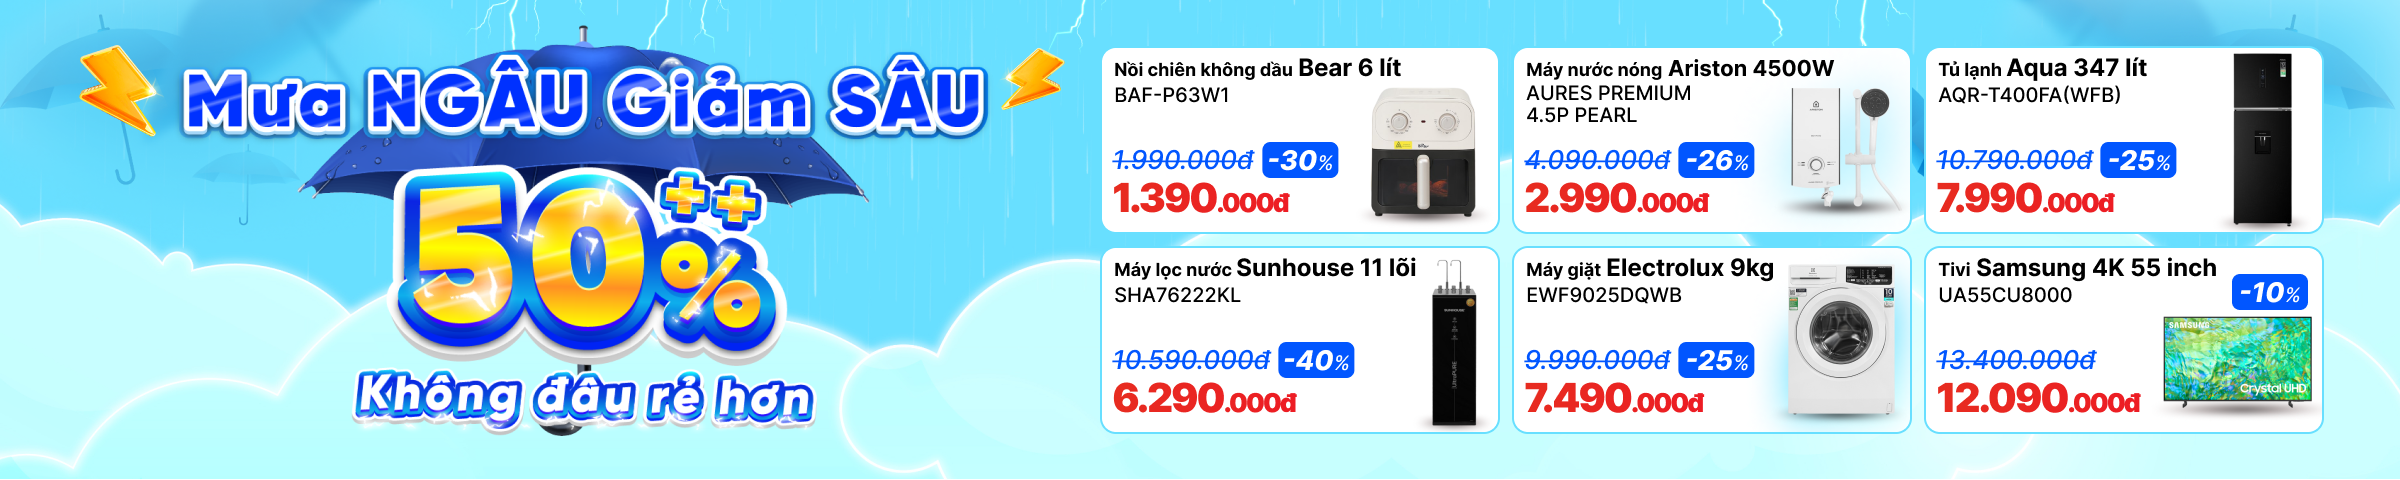 Mưa NGÂU Giảm SÂU
50%++
Không đâu rẻ hơn
Nồi chiên không dầu Bear 6 lít
BAF-P63W1
1.990.000đ -30%
1.390.000đ
Máy nước nóng Ariston 4500W
AURES PREMIUM
4.5P PEARL
4.090.000đ -26%
2.990.000đ
Tủ lạnh Aqua 347 lít
AQR-T400FA(WFB)
10.790.000đ -25%
7.990.000đ
Máy lọc nước Sunhouse 11 lõi
SHA76222KL
10.590.000đ -40%
6.290.000đ
SUNHOUSE
UltraPURE
Máy giặt Electrolux 9kg
EWF9025DQWB
9.990.000đ -25%
7.490.000đ
Tivi Samsung 4K 55 inch
UA55CU8000
-10%
13.400.000đ
12.090.000đ
SAMSUNG
Crystal UHD